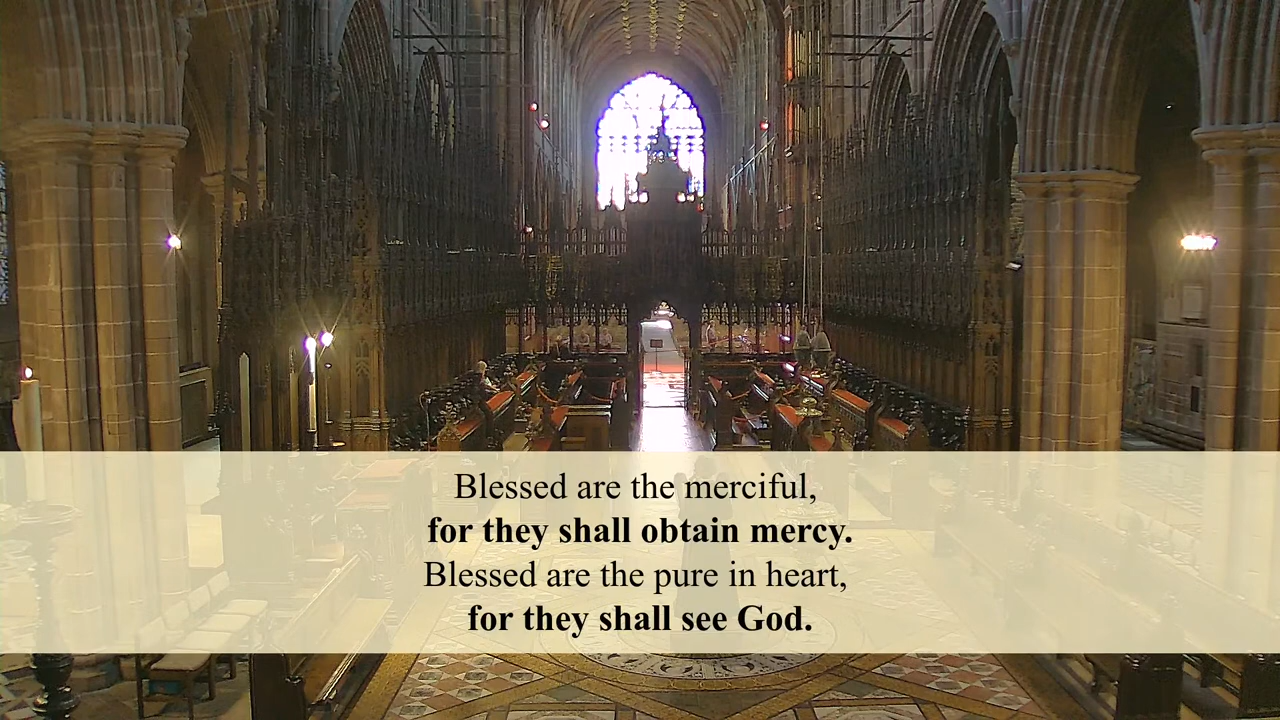 Blessed are the merciful,
for they shall obtain mercy.
Blessed are the pure in heart,
for they shall see God.